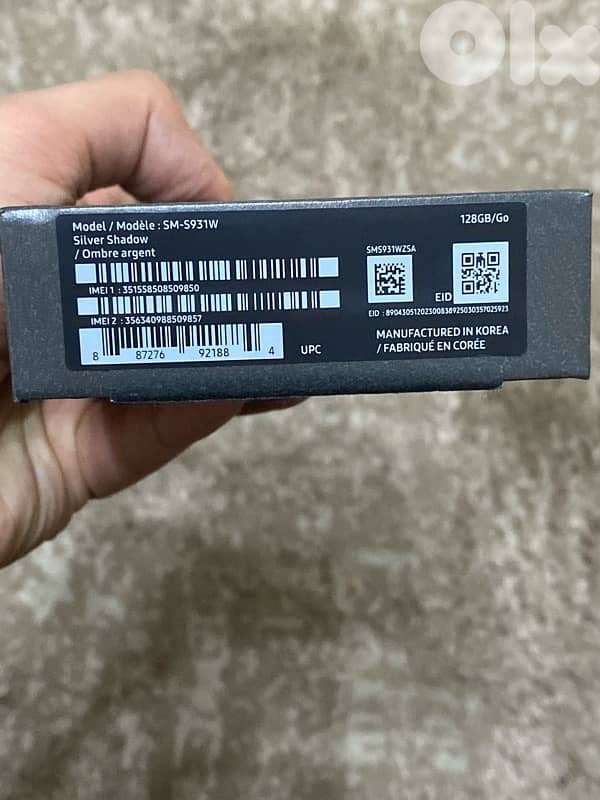 olx
Model / Modèle : SM-S931W
128GB/Go
Silver Shadow
/ Ombre argent
SMS931WZSA
IMEI 1 : 351558508509850
EID
IMEI 2 : 356340988509857
EID : 89043051202300838925030357025923
8 87276 92188 4
UPC
MANUFACTURED IN KOREA
/ FABRIQUÉ EN CORÉE